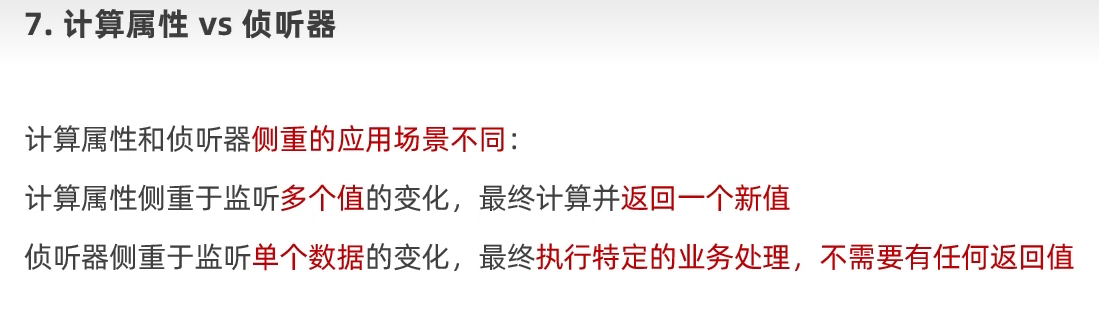 7. 计算属性 vs 侦听器
计算属性和侦听器侧重的应用场景不同：
计算属性侧重于监听多个值的变化，最终计算并返回一个新值
侦听器侧重于监听单个数据的变化，最终执行特定的业务处理，不需要有任何返回值